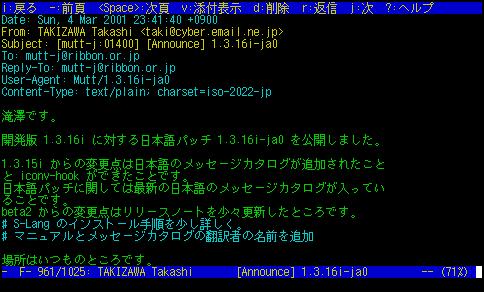 i:戻る -:前頁 <Space>:次頁 v:添付表示 d:削除 r:返信 j:次 ?:ヘルプ
Date: Sun, 4 Mar 2001 23:41:40 +0900
From: TAKIZAWA Takashi <taki@cyber.email.ne.jp>
Subject: [mutt-j:01400] [Announce] 1.3.16i-ja0
To: mutt-j@ribbon.or.jp
Reply-To: mutt-j@ribbon.or.jp
User-Agent: Mutt/1.3.16i-ja0
Content-Type: text/plain; charset=iso-2022-jp
滝澤です。
開発版 1.3.16i に対する日本語パッチ 1.3.16i-ja0 を公開しました。
1.3.15i からの変更点は日本語のメッセージカタログが追加されたこと
と iconv-hook ができたことです。
日本語パッチに関しては最新の日本語のメッセージカタログが入ってい
ることです。
beta2 からの変更点はリリースノートを少々更新したところです。
# S-Lang のインストール手順を少し詳しく。
# マニュアルとメッセージカタログの翻訳者の名前を追加
場所はいつものところです。
- F- 961/1025: TAKIZAWA Takashi [Announce] 1.3.16i-ja0 -- (71%)